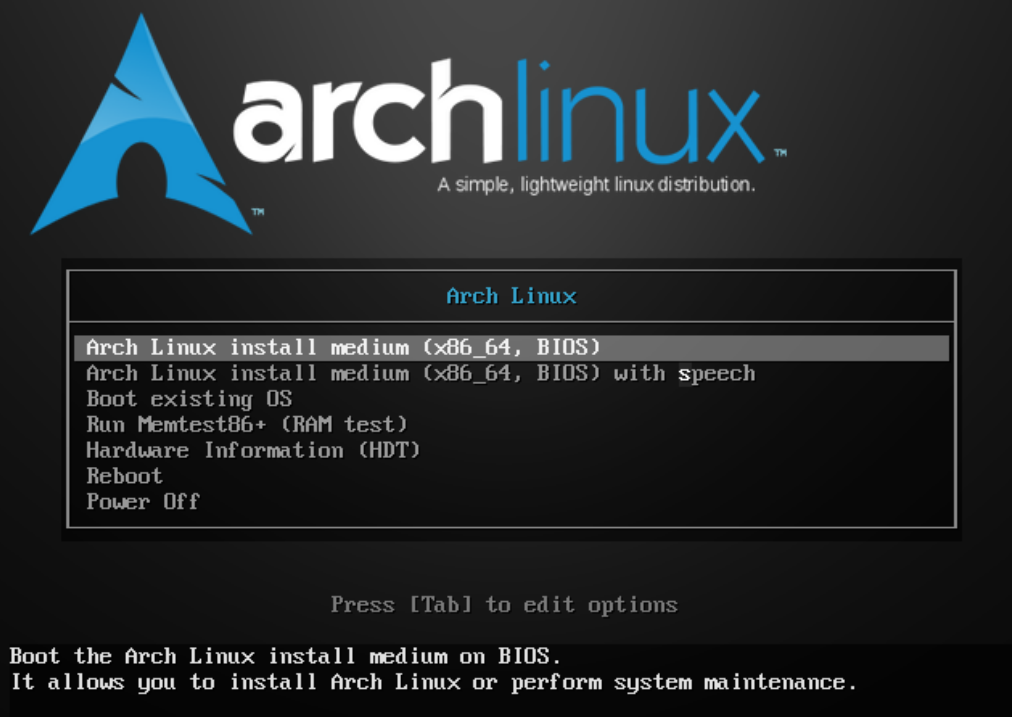 archlinux™
A simple, lightweight linux distribution.
™
Arch Linux
Arch Linux install medium (x86_64, BIOS)
Arch Linux install medium (x86_64, BIOS) with speech
Boot existing OS
Run Memtest86+ (RAM test)
Hardware Information (HDT)
Reboot
Power Off
Press [Tab] to edit options
Boot the Arch Linux install medium on BIOS.
It allows you to install Arch Linux or perform system maintenance.